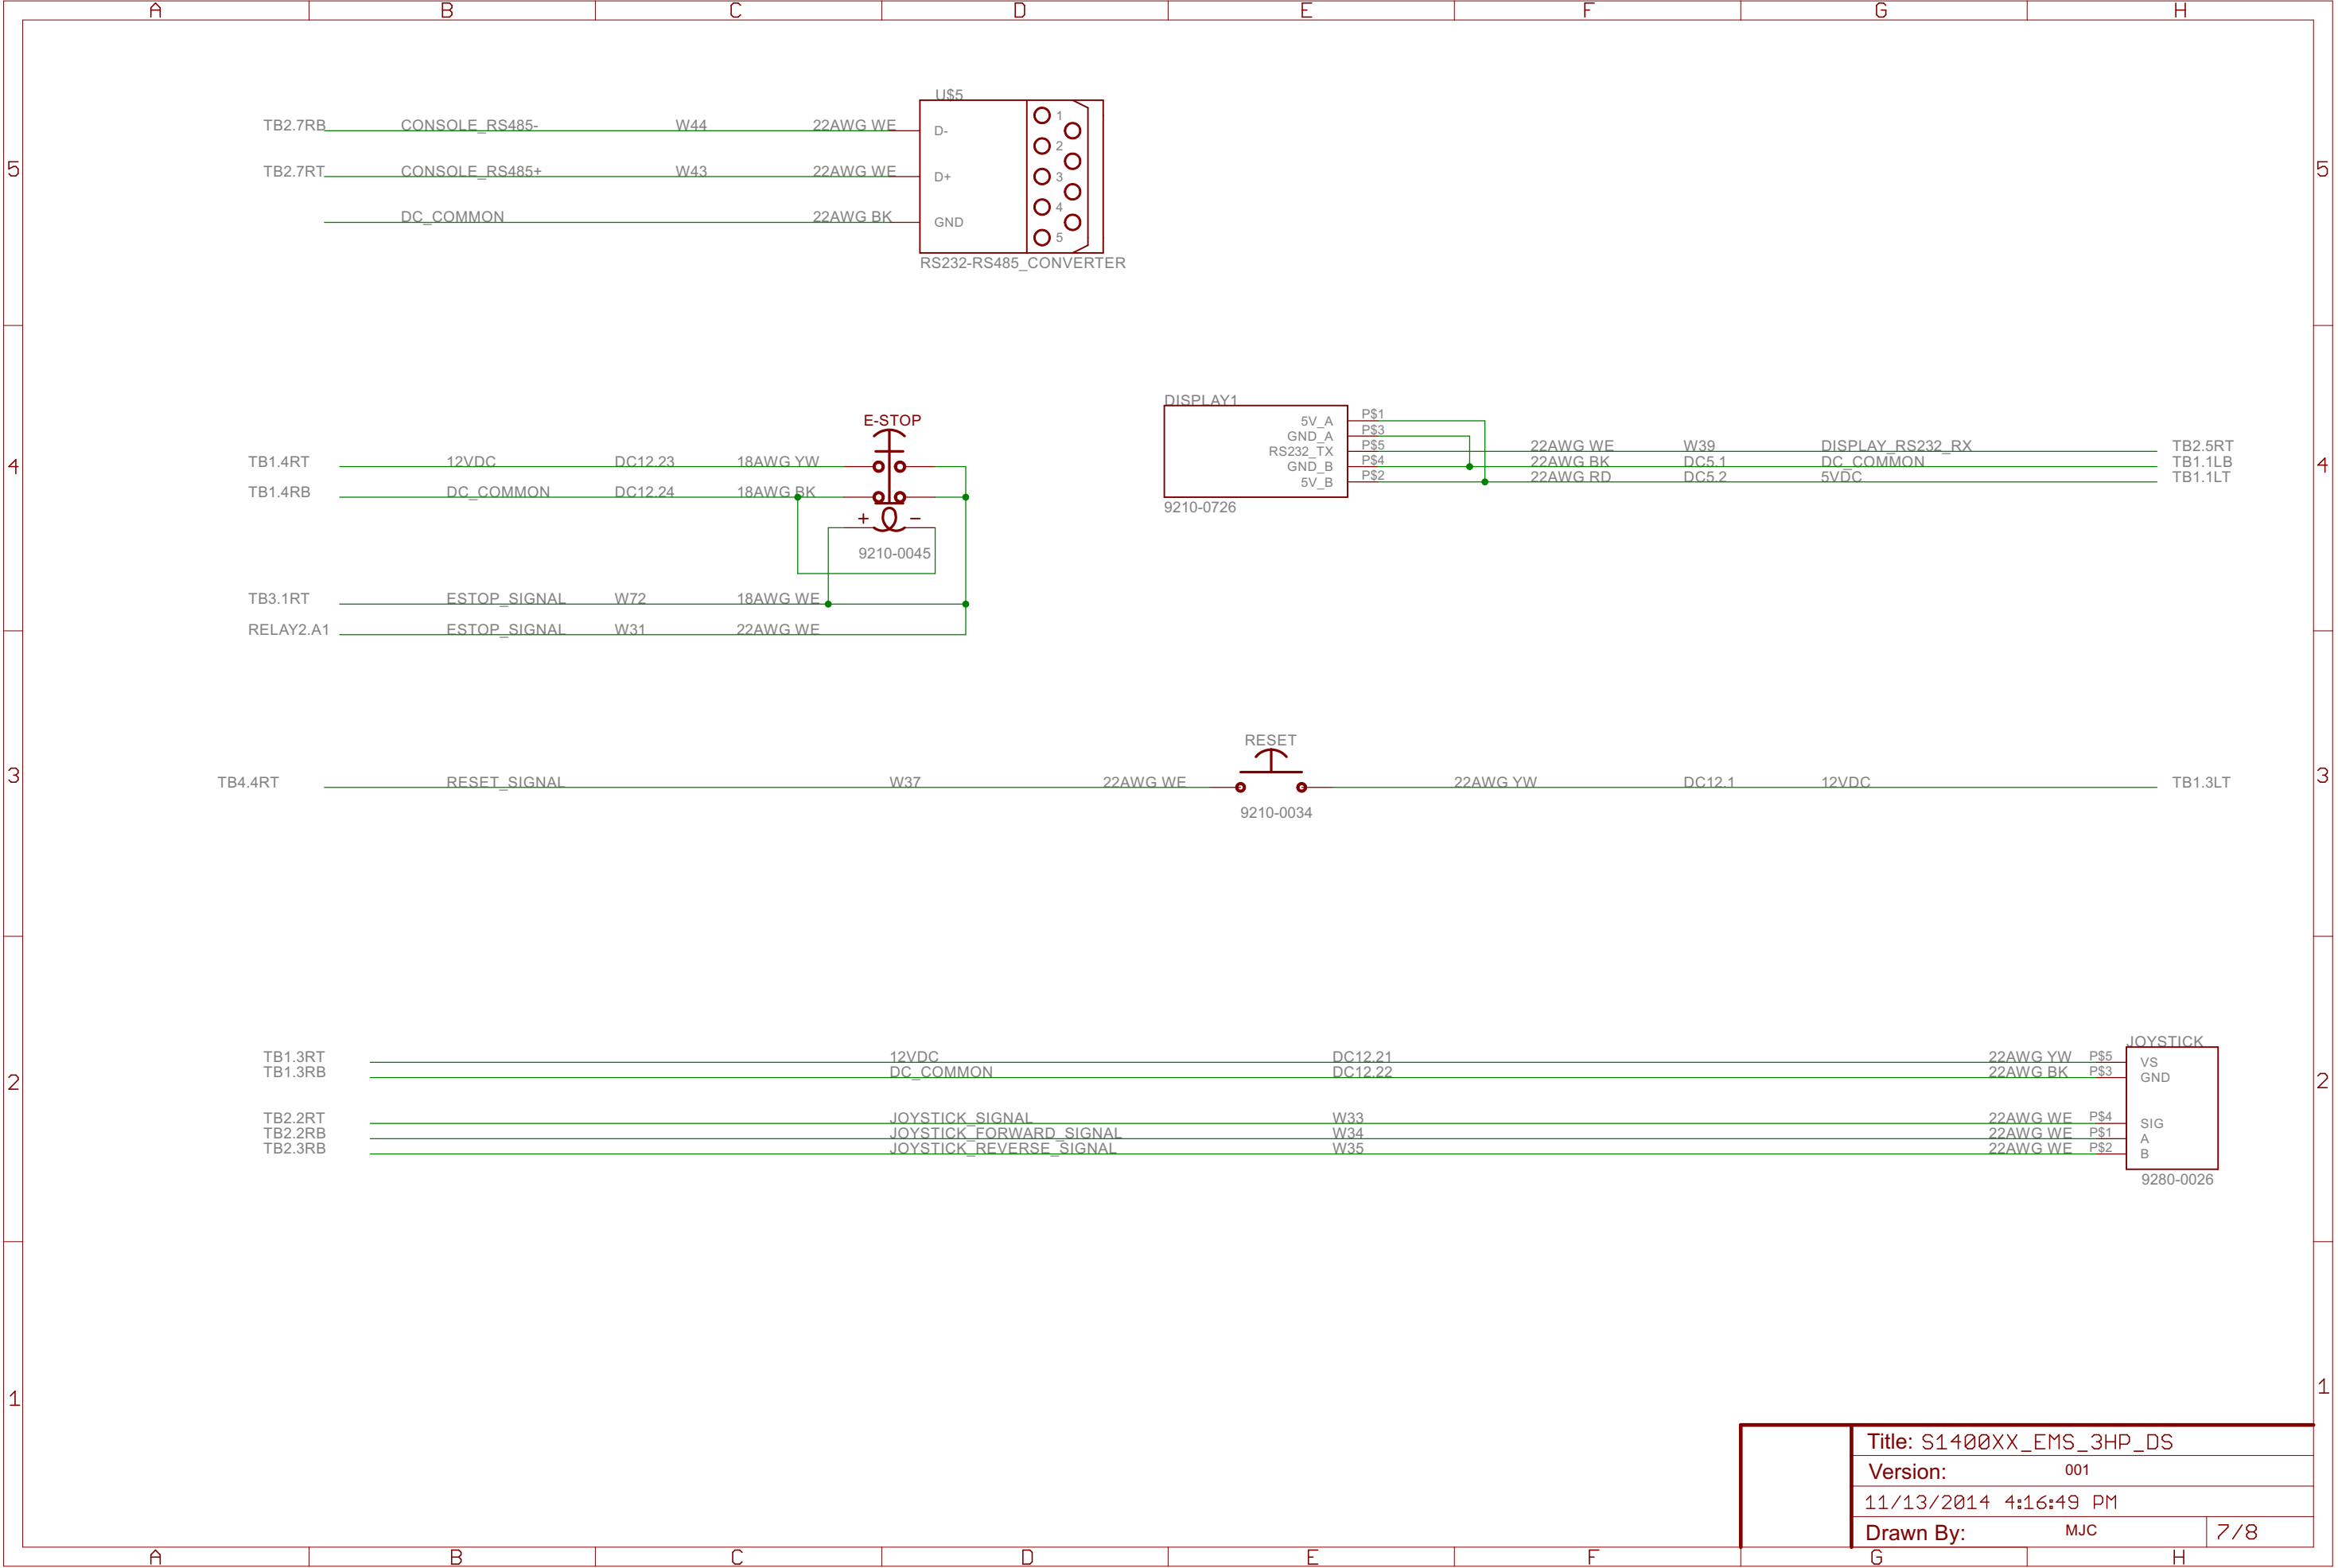 A B C D E F G H
U$5
TB2.7RB CONSOLE_RS485- W44 22AWG WE D- 1
2
5 TB2.7RT CONSOLE_RS485+ W43 22AWG WE D+ 3 5
4
DC_COMMON 22AWG BK GND
5
RS232-RS485_CONVERTER
DISPLAY1
E-STOP 5V_A P$1
GND_A P$3
RS232_TX P$5 22AWG WE W39 DISPLAY_RS232_RX TB2.5RT
4 TB1.4RT 12VDC DC12.23 18AWG YW GND_B P$4 22AWG BK DC5.1 DC_COMMON TB1.1LB 4
5V_B P$2 22AWG RD DC5.2 5VDC TB1.1LT
TB1.4RB DC_COMMON DC12.24 18AWG BK
9210-0726
+ -
9210-0045
TB3.1RT ESTOP_SIGNAL W72 18AWG WE
RELAY2.A1 ESTOP_SIGNAL W31 22AWG WE
RESET
3 TB4.4RT RESET_SIGNAL W37 22AWG WE 22AWG YW DC12.1 12VDC TB1.3LT 3
9210-0034
JOYSTICK
TB1.3RT 12VDC DC12.21 22AWG YW P$5 VS
2 TB1.3RB DC_COMMON DC12.22 22AWG BK P$3 GND 2
TB2.2RT JOYSTICK_SIGNAL W33 22AWG WE P$4 SIG
TB2.2RB JOYSTICK_FORWARD_SIGNAL W34 22AWG WE P$1 A
TB2.3RB JOYSTICK_REVERSE_SIGNAL W35 22AWG WE P$2 B
9280-0026
1 1
Title: S1400XX_EMS_3HP_DS
Version: 001
11/13/2014 4:16:49 PM
Drawn By: MJC 7/8
A B C D E F G H